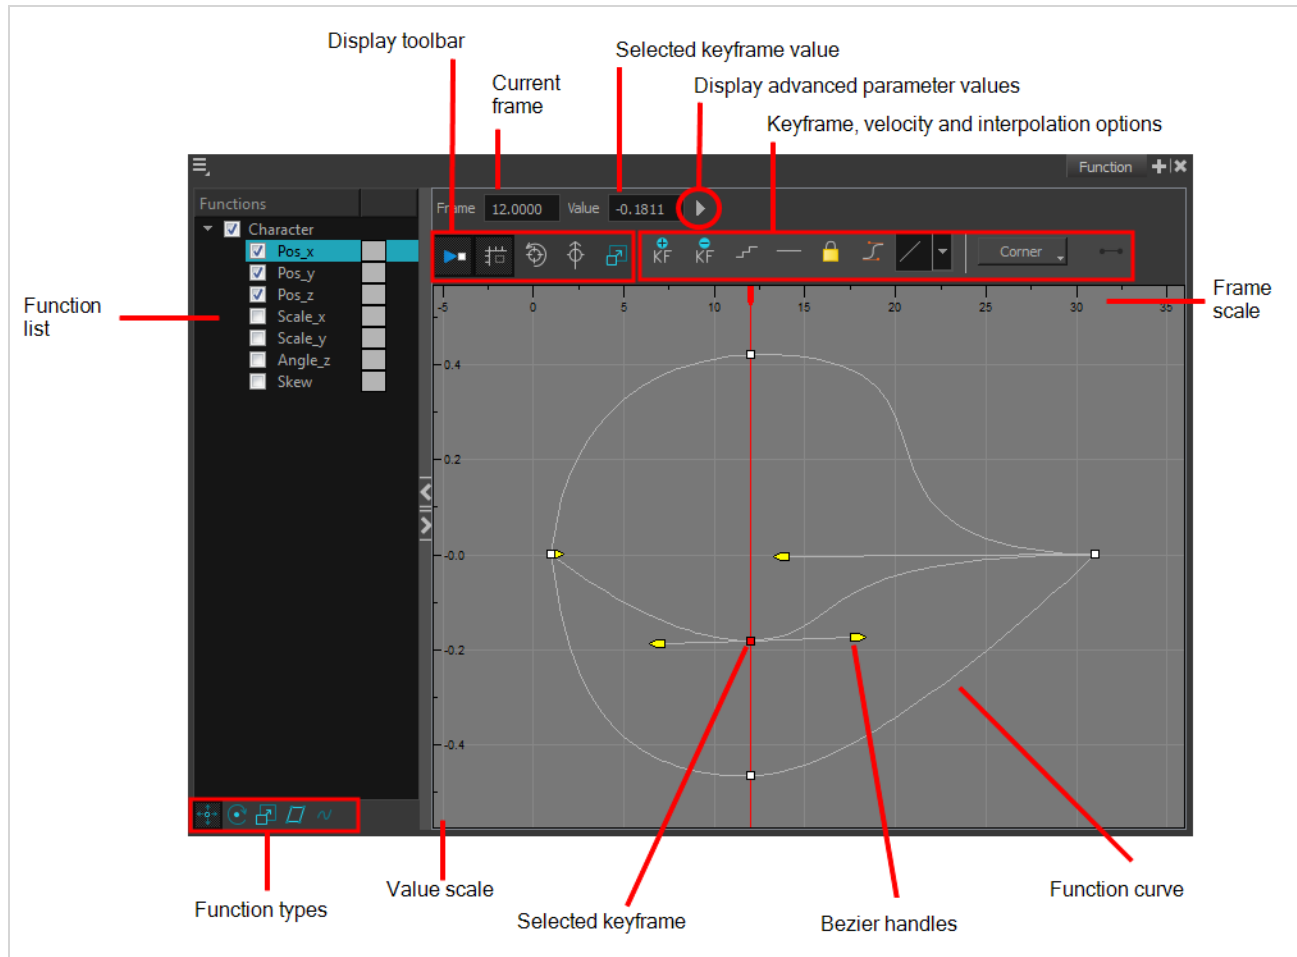 Display toolbar
Selected keyframe value
Current
frame
Display advanced parameter values
Keyframe, velocity and interpolation options
Function
Functions
Frame 12.0000 Value -0.1811
Character
Pos_x
Pos_y
Pos_z
Scale_x
Scale_y
Angle_z
Skew
KF KF Corner
Function
list
Frame
scale
-5 0 5 10 15 20 25 30 35
0.4
0.2
-0.0
-0.2
-0.4
Value scale
Function types
Selected keyframe
Bezier handles
Function curve